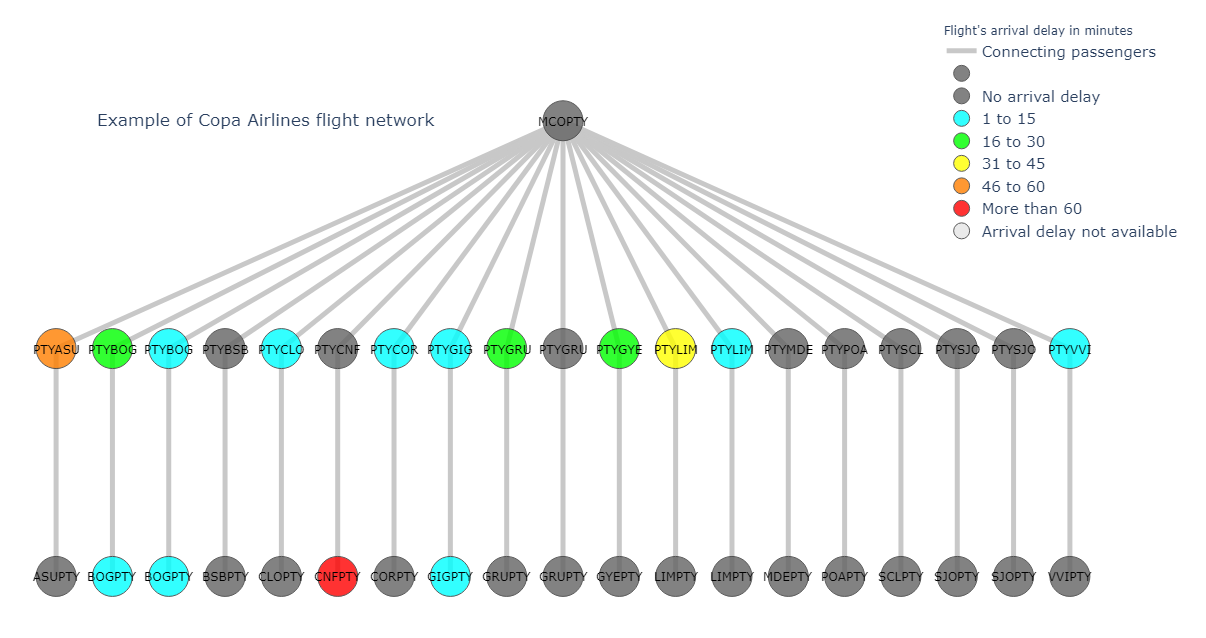 Flight's arrival delay in minutes
Connecting passengers
No arrival delay
1 to 15
16 to 30
31 to 45
46 to 60
More than 60
Arrival delay not available
Example of Copa Airlines flight network
MCOPTY
PTYASU PTYBOG PTYBOG PTYBSB PTYCLO PTYCNF PTYCOR PTYGIG PTYGRU PTYGRU PTYGYE PTYLIM PTYLIM PTYMDE PTYPOA PTYSCL PTYSJO PTYSJO PTYVVI
ASUPTY BOGPTY BOGPTY BSBPTY CLOPTY CNFPTY CORPTY GIGPTY GRUPTY GRUPTY GYEPTY LIMPTY LIMPTY MDEPTY POAPTY SCLPTY SJOPTY SJOPTY VVIPTY